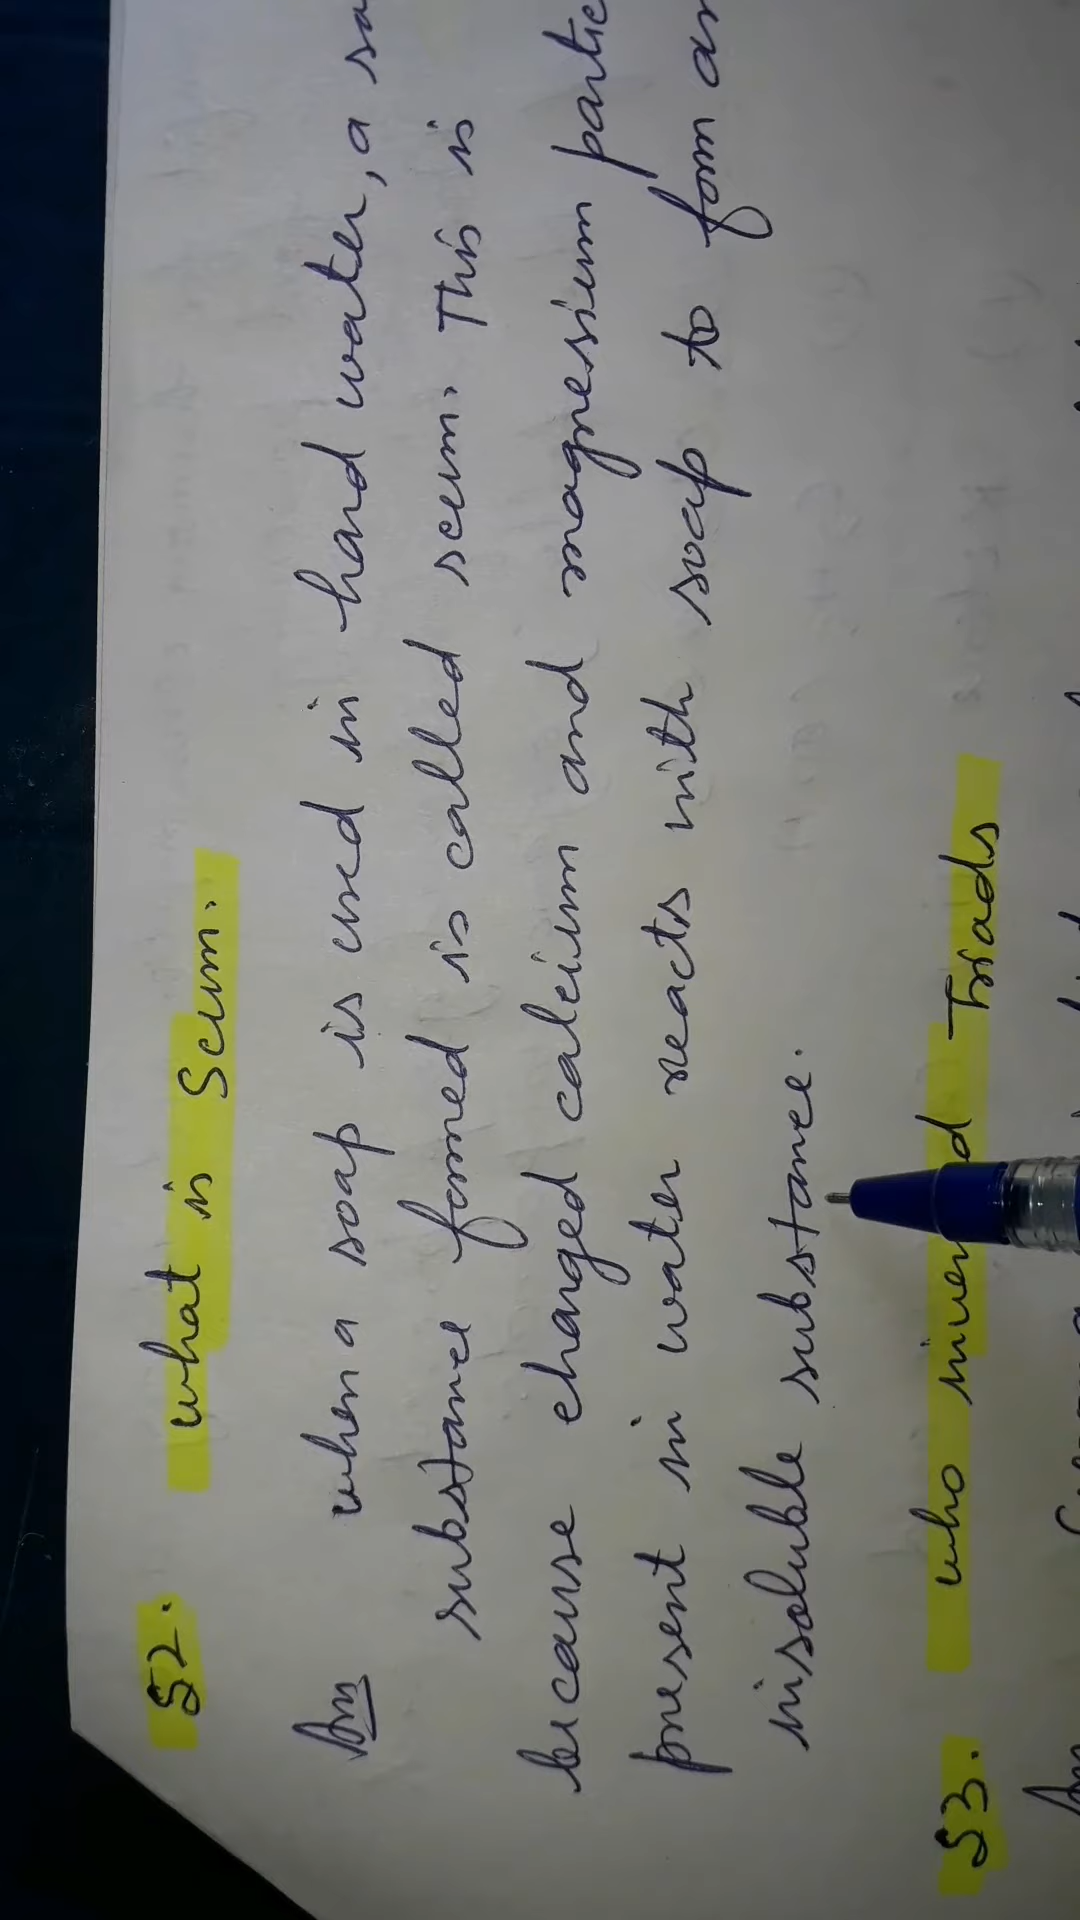 52. what is Scum.
Ans when a soap is used in hard water, a
substance formed is called scum. This is
because charged calcium and magnesium
present in water reacts with soap to form an
insoluble substance.
53. who Triads